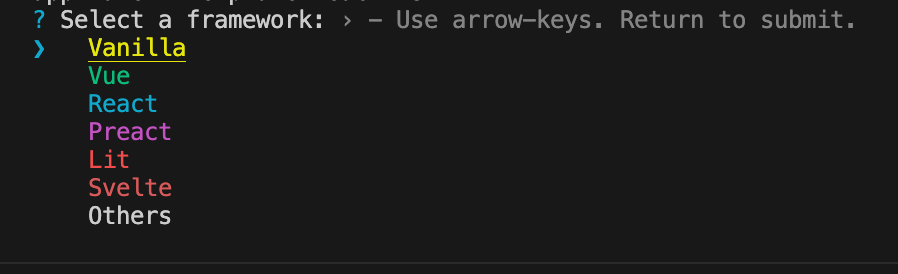 ? Select a framework: › - Use arrow-keys. Return to submit.
❯ Vanilla
Vue
React
Preact
Lit
Svelte
Others